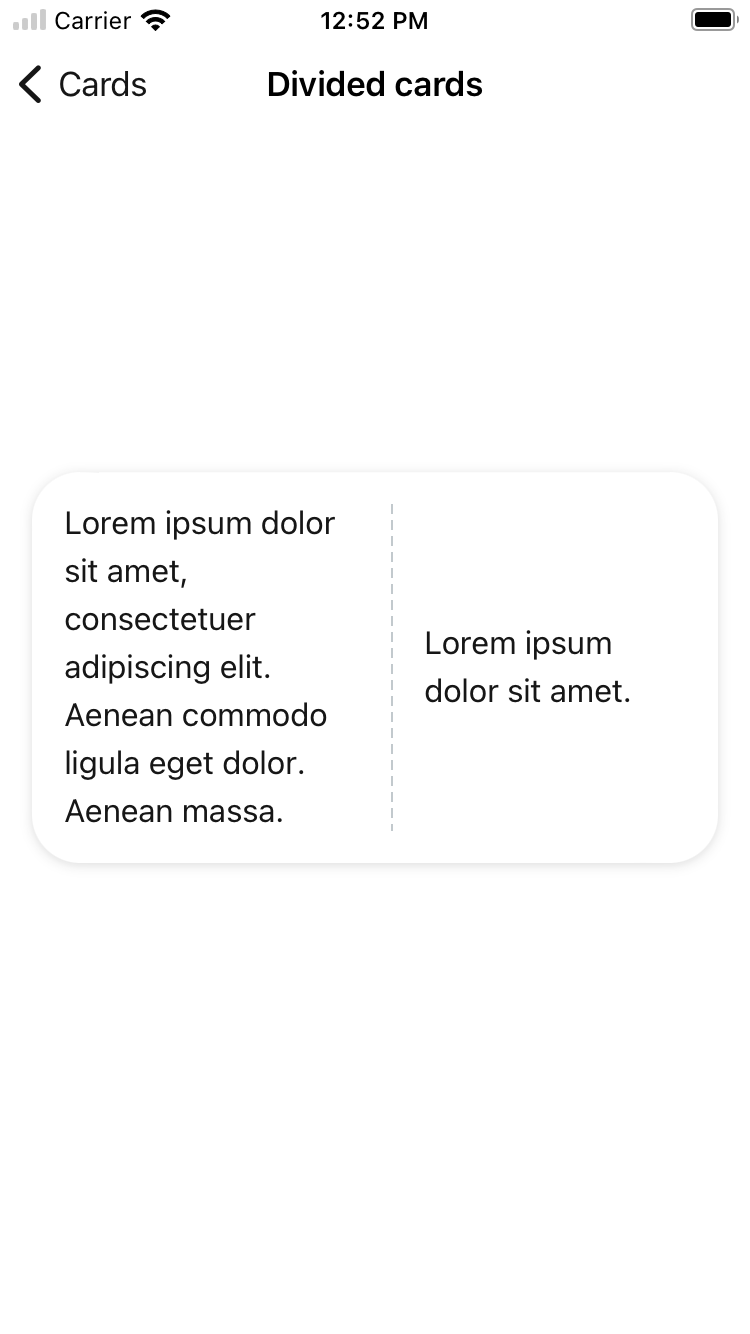 Carrier 12:52 PM
Cards Divided cards
Lorem ipsum dolor
sit amet,
consectetuer
adipiscing elit.
Aenean commodo
ligula eget dolor.
Aenean massa.
Lorem ipsum
dolor sit amet.